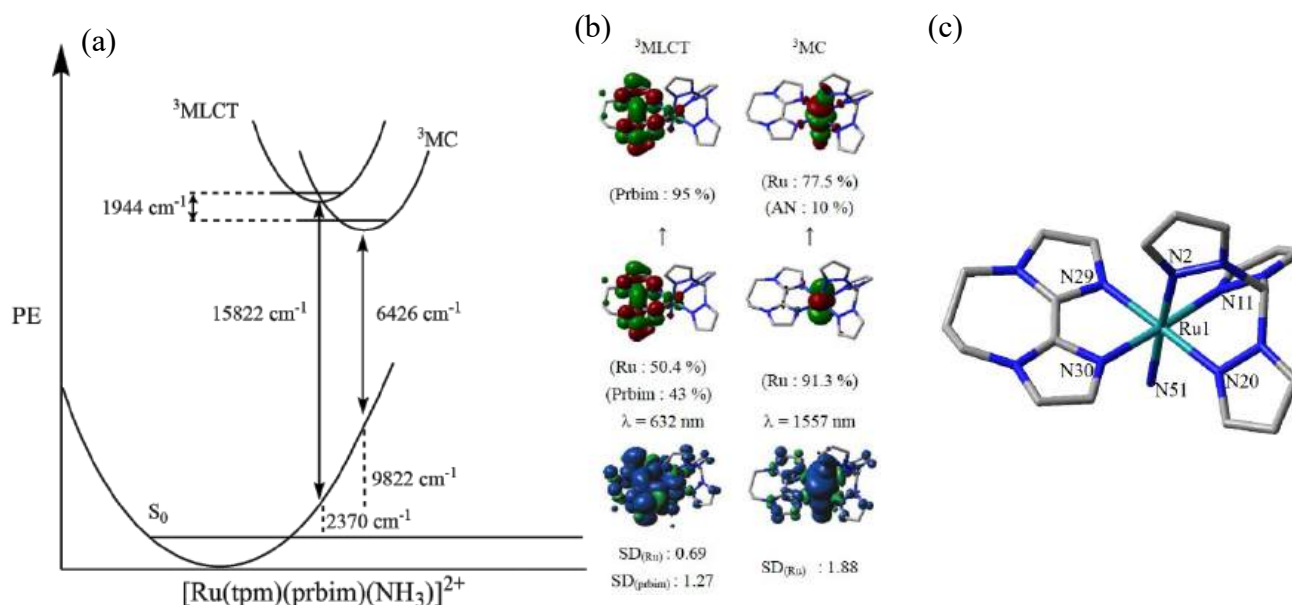 (a)
³MLCT
³MC
1944 cm⁻¹
15822 cm⁻¹
6426 cm⁻¹
PE
9822 cm⁻¹
S₀
2370 cm⁻¹
[Ru(tpm)(prbim)(NH₃)]²⁺
(b)
³MLCT
³MC
(Prbim : 95 %)
(Ru : 77.5 %)
(AN : 10 %)
↑
↑
(Ru : 50.4 %)
(Prbim : 43 %)
(Ru : 91.3 %)
λ = 632 nm
λ = 1557 nm
SD(Ru) : 0.69
SD(prbim) : 1.27
SD(Ru) : 1.88
(c)
N2
N29
N11
Ru1
N30
N20
N51